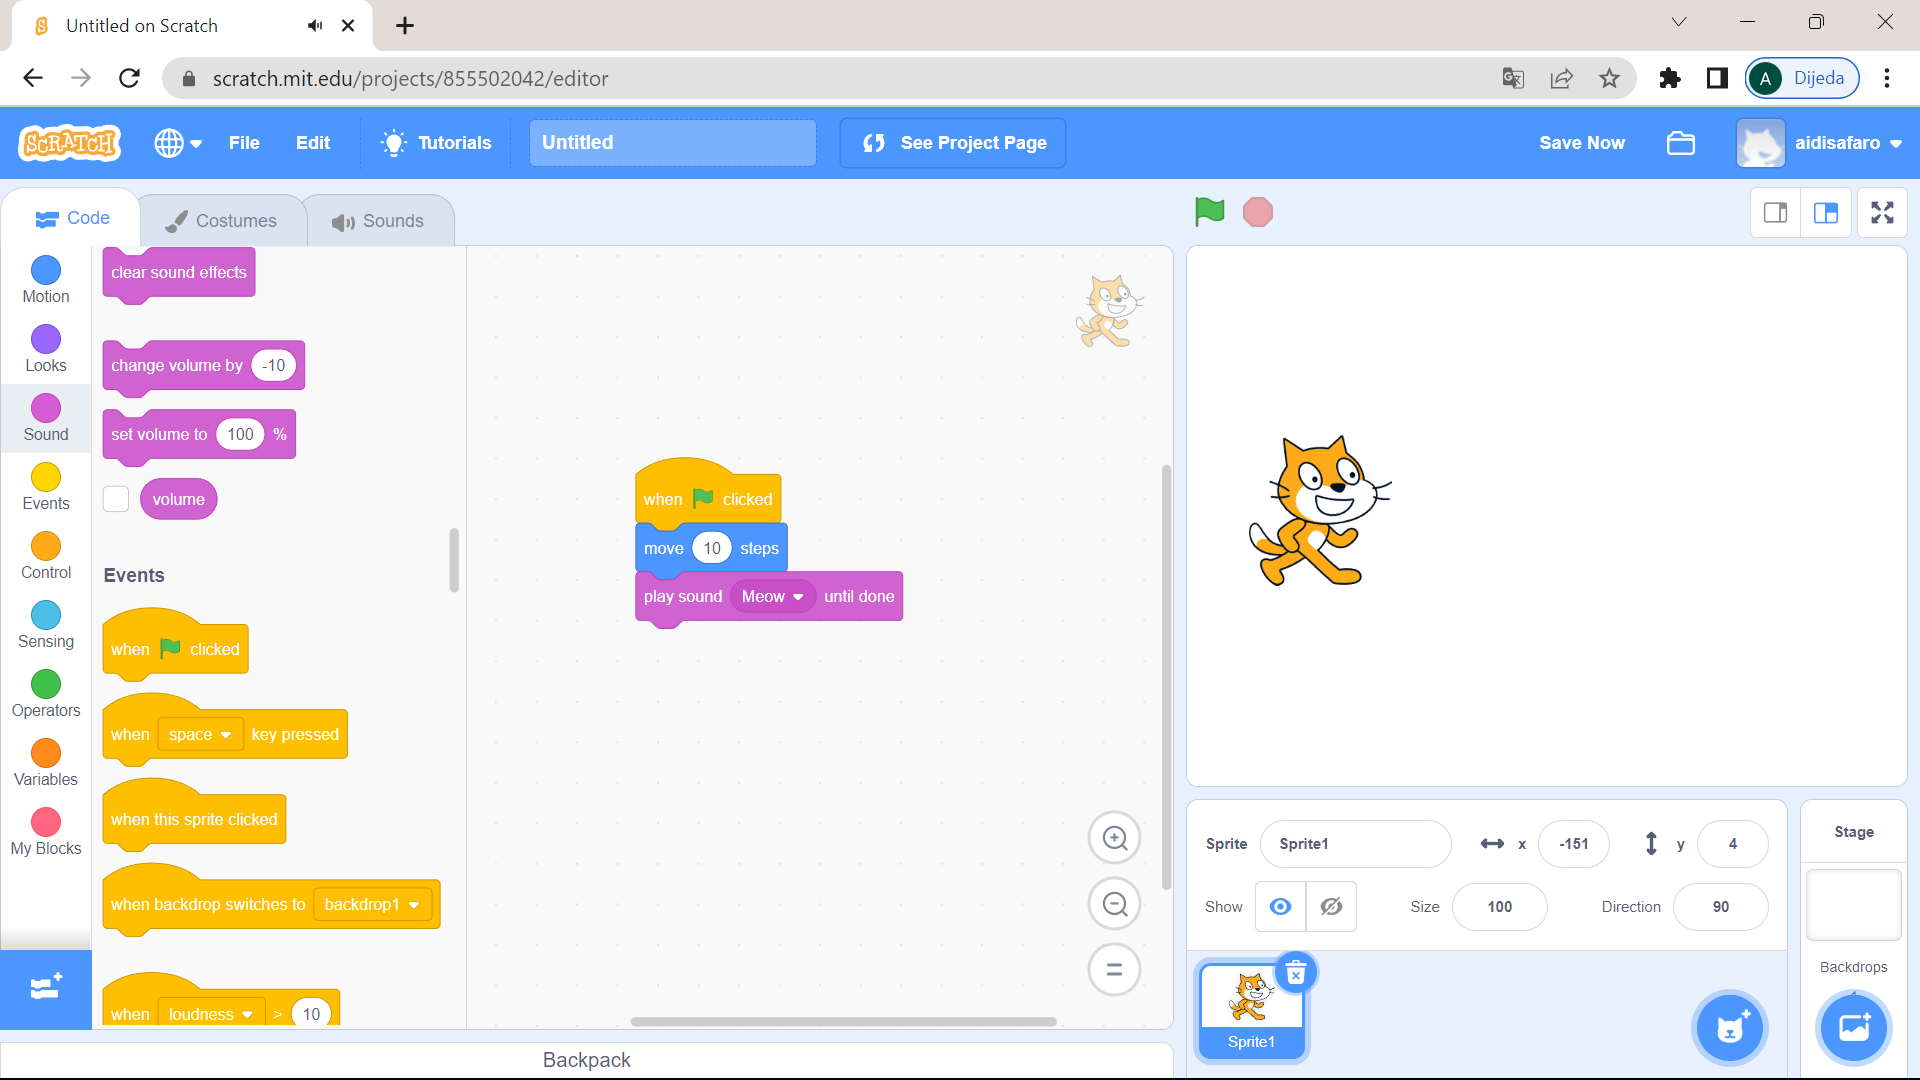 Untitled on Scratch
scratch.mit.edu/projects/855502042/editor
A Dijeda
SCRATCH
File
Edit
Tutorials
Untitled
See Project Page
Save Now
aidisafaro
Code
Costumes
Sounds
Motion
Looks
Sound
Events
Control
Sensing
Operators
Variables
My Blocks
clear sound effects
change volume by -10
set volume to 100 %
volume
Events
when clicked
when space key pressed
when this sprite clicked
when backdrop switches to backdrop1
when loudness > 10
when clicked
move 10 steps
play sound Meow until done
Backpack
Sprite Sprite1 x -151 y 4
Show Size 100 Direction 90
Sprite1
Stage
Backdrops